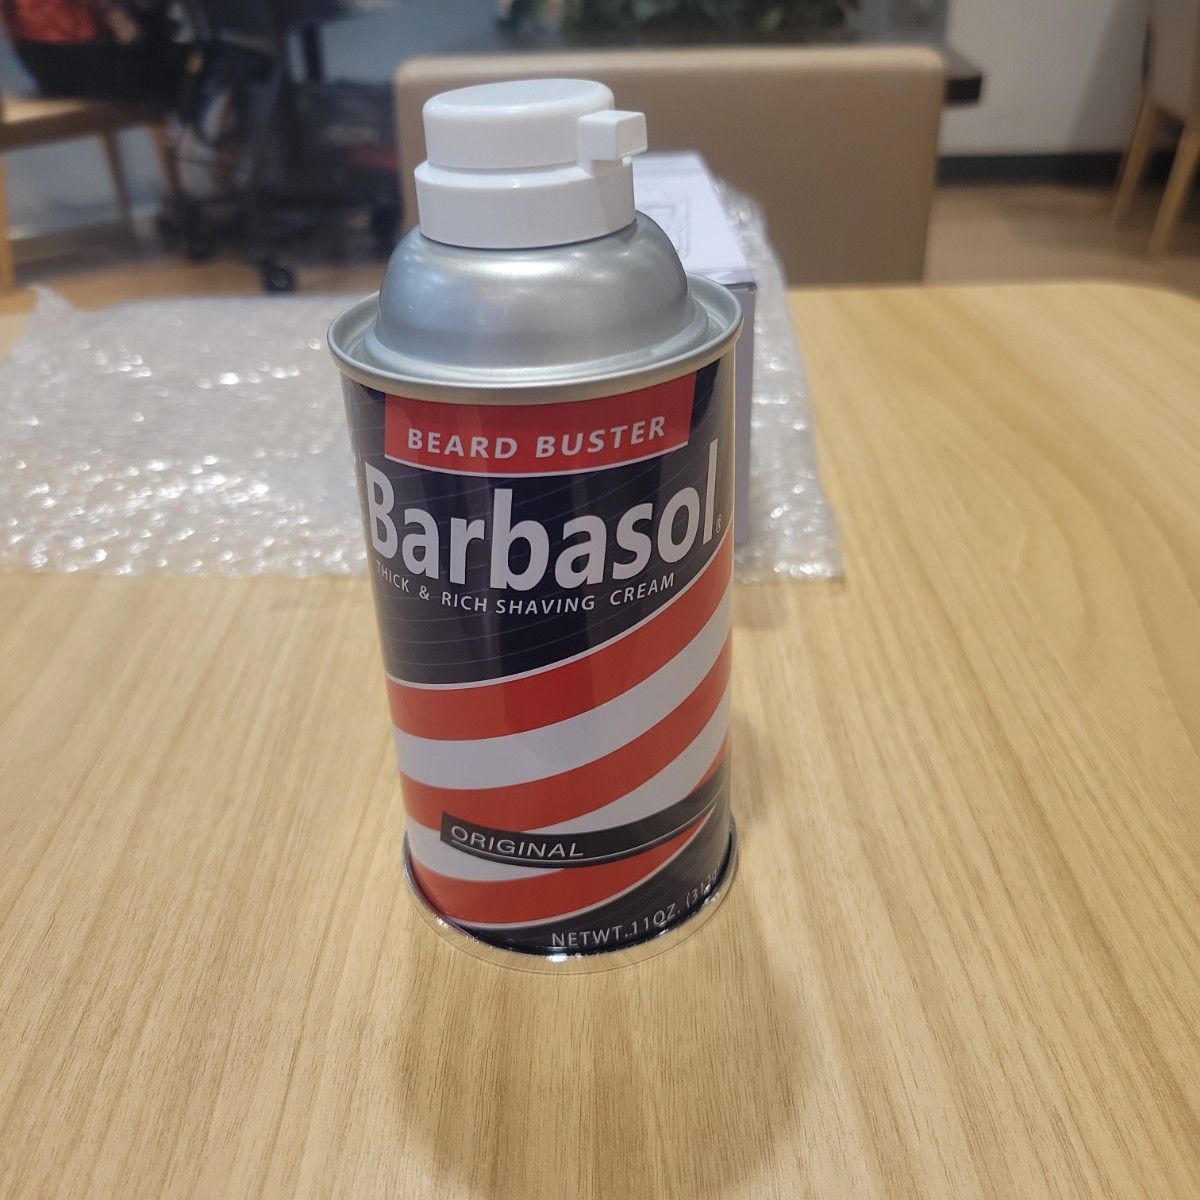 BEARD BUSTER
Barbasol®
THICK & RICH SHAVING CREAM
ORIGINAL
NETWT.11OZ.